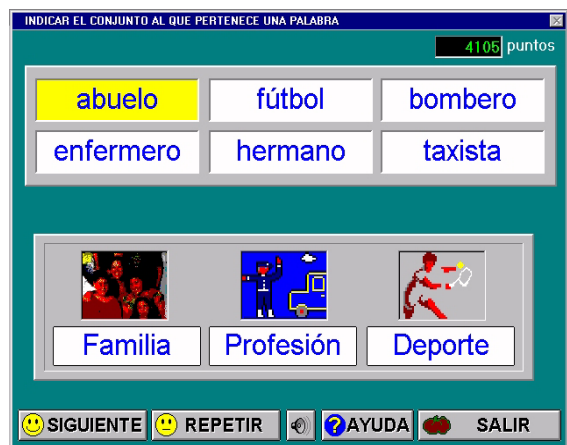 INDICAR EL CONJUNTO AL QUE PERTENECE UNA PALABRA
4105 puntos
abuelo fútbol bombero
enfermero hermano taxista
Familia Profesión Deporte
SIGUIENTE REPETIR ?AYUDA SALIR